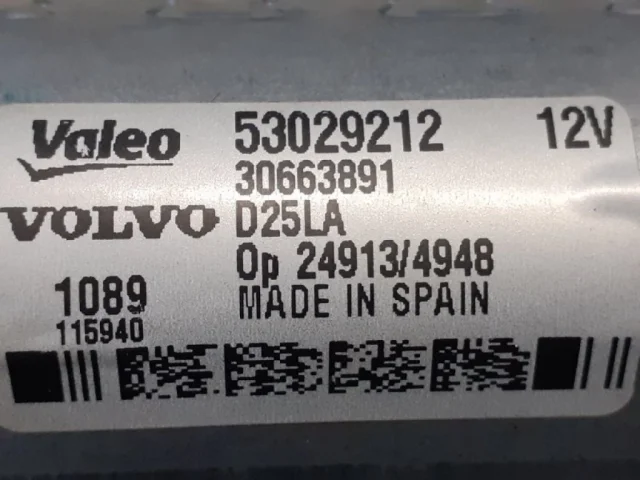 Valeo 53029212 12V
30663891
VOLVO D25LA
Op 24913/4948
1089 MADE IN SPAIN
115940